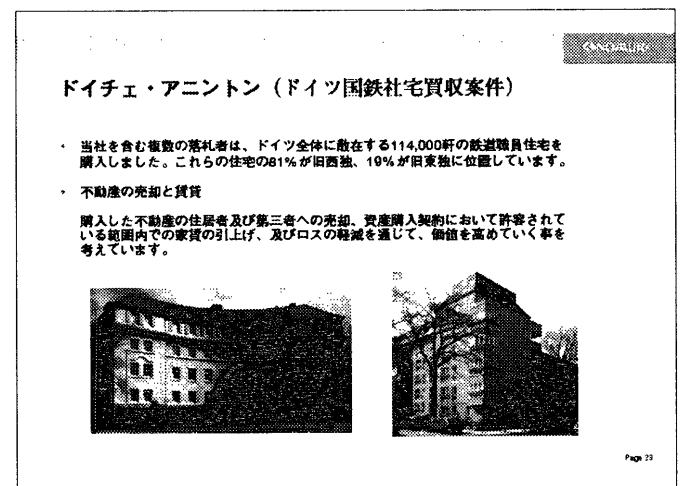 NOMURA
ドイチェ・アニントン（ドイツ国鉄社宅買収案件）
・ 当社を含む複数の落札者は、ドイツ全体に散在する114,000軒の鉄道職員住宅を
購入しました。これらの住宅の81%が旧西独、19%が旧東独に位置しています。
・ 不動産の売却と賃貸
購入した不動産の住居者及び第三者への売却、資産購入契約において許容されて
いる範囲内での家賃の引上げ、及びロスの軽減を通じて、価値を高めていく事を
考えています。
Page 23